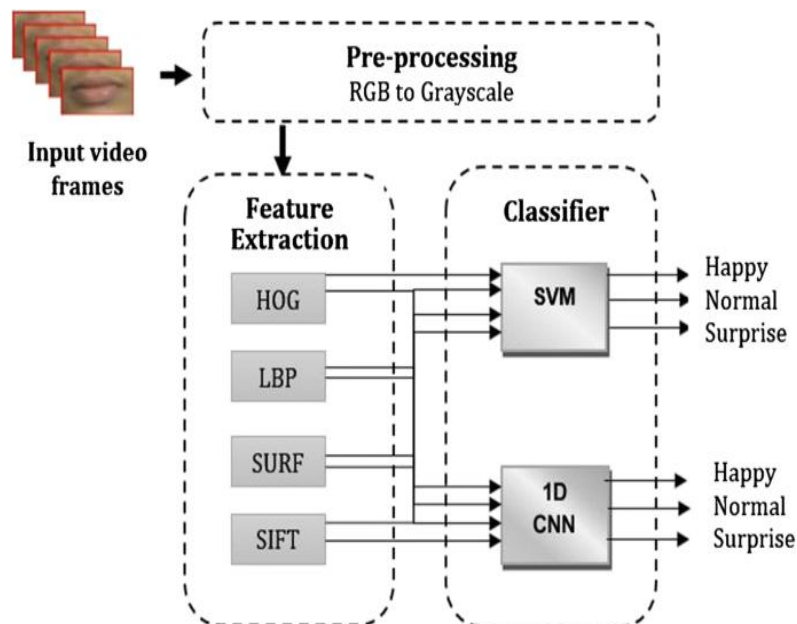 Input video
frames
Pre-processing
RGB to Grayscale
Feature
Extraction
HOG
LBP
SURF
SIFT
Classifier
SVM
Happy
Normal
Surprise
1D
CNN
Happy
Normal
Surprise